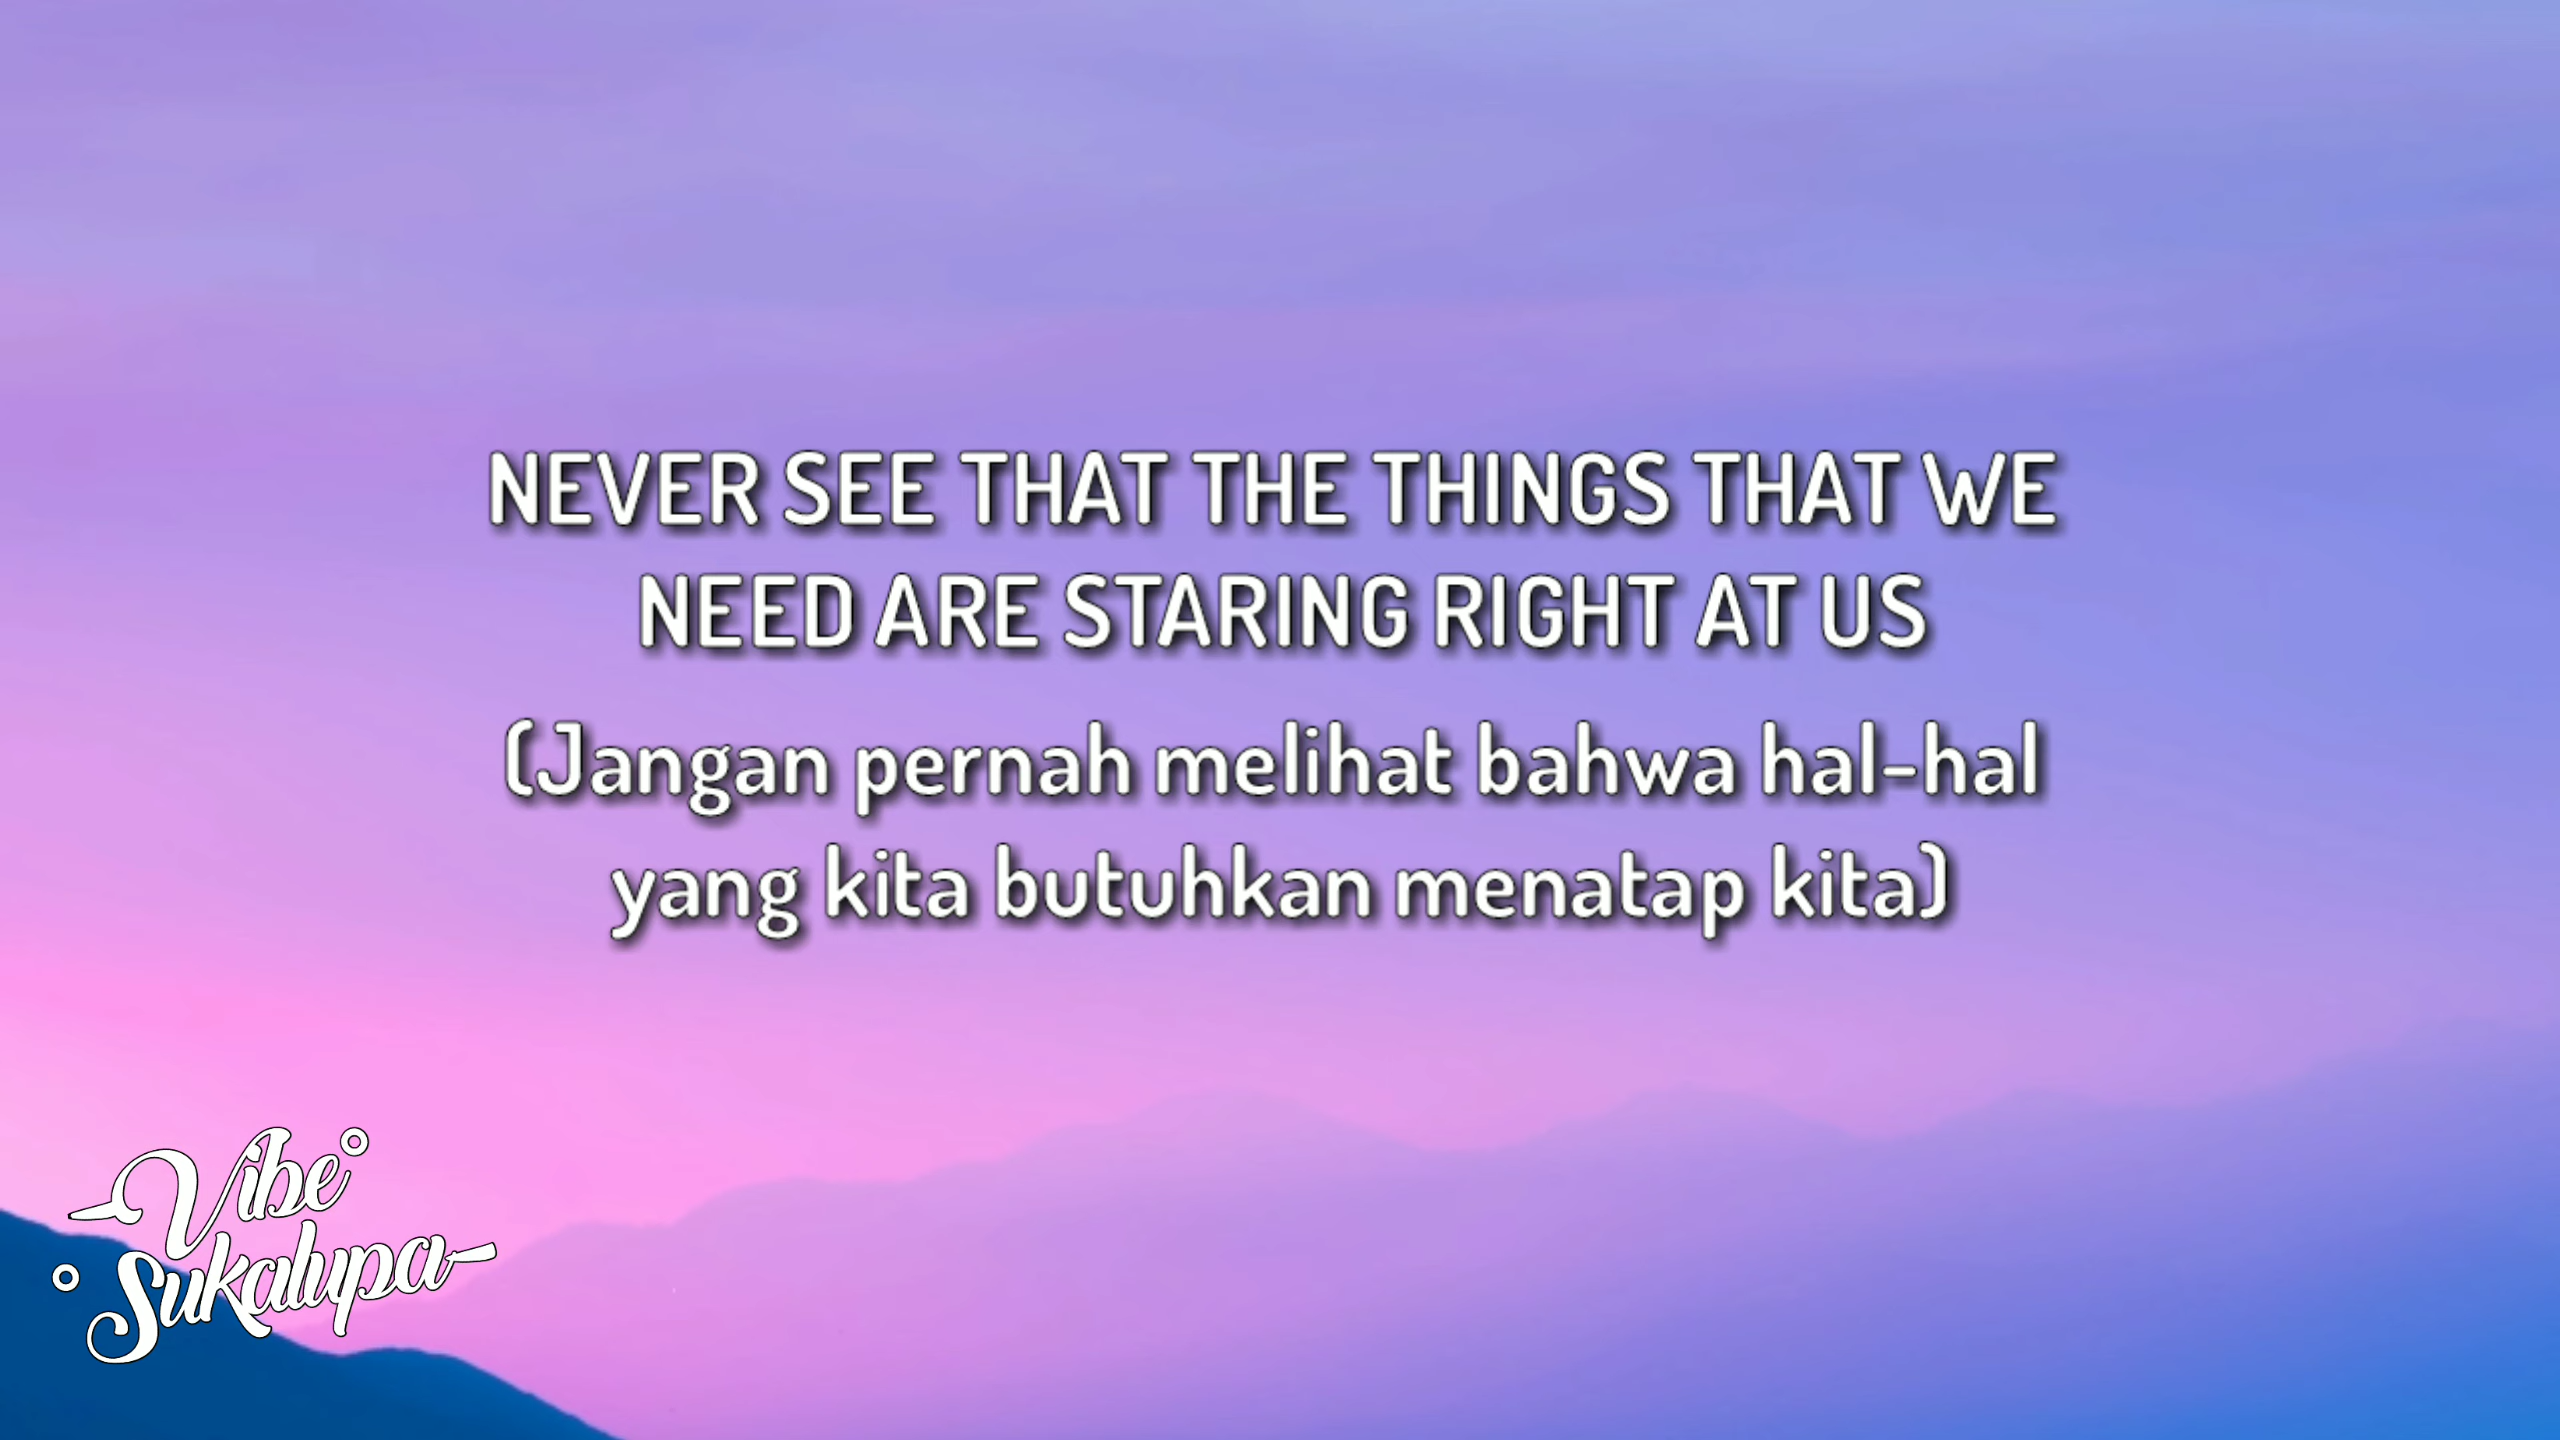 NEVER SEE THAT THE THINGS THAT WE
NEED ARE STARING RIGHT AT US
(Jangan pernah melihat bahwa hal-hal
yang kita butuhkan menatap kita)
Vibe
Sukalupa